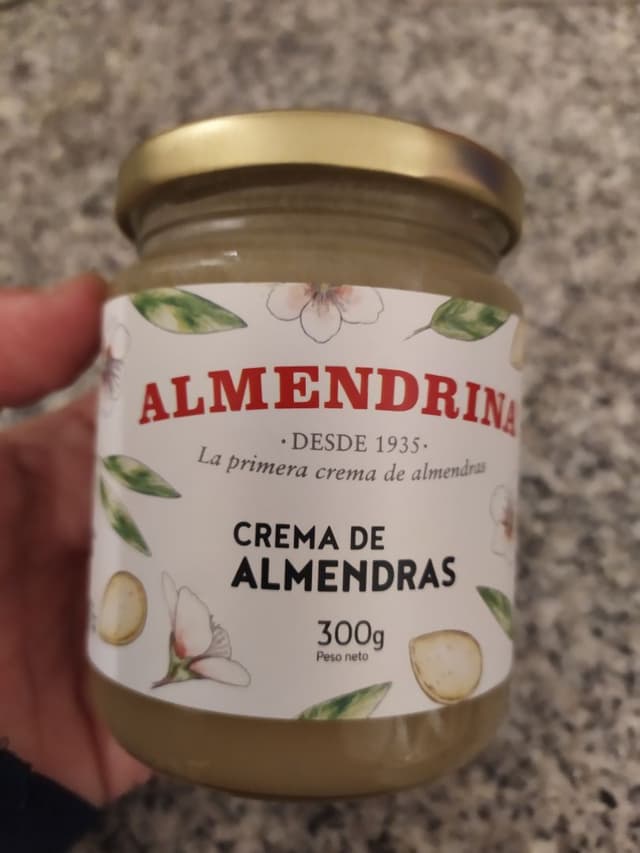 ALMENDRINA
·DESDE 1935·
La primera crema de almendras
CREMA DE
ALMENDRAS
300g
Peso neto